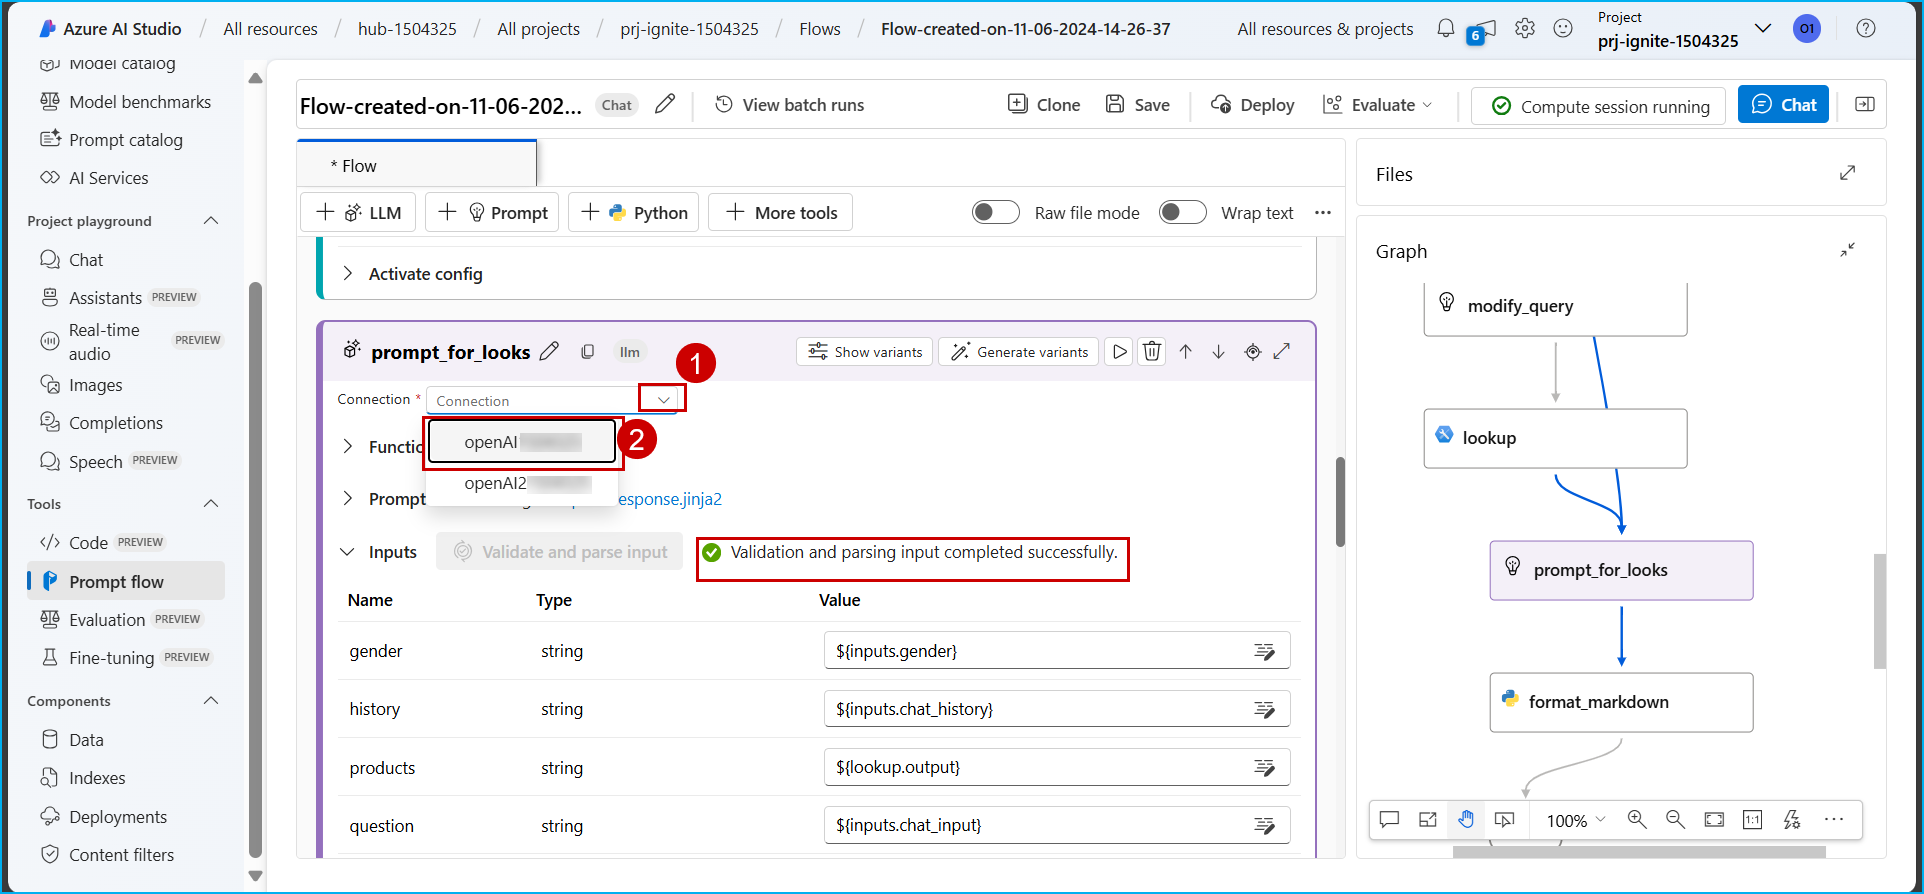 Azure AI Studio / All resources / hub-1504325 / All projects / prj-ignite-1504325 / Flows / Flow-created-on-11-06-2024-14-26-37
All resources & projects
6
Project
prj-ignite-1504325
01
Model catalog
Model benchmarks
Prompt catalog
AI Services
Project playground
Chat
Assistants PREVIEW
Real-time audio PREVIEW
Images
Completions
Speech PREVIEW
Tools
Code PREVIEW
Prompt flow
Evaluation PREVIEW
Fine-tuning PREVIEW
Components
Data
Indexes
Deployments
Content filters
Flow-created-on-11-06-202... Chat
View batch runs
Clone
Save
Deploy
Evaluate
Compute session running
Chat
* Flow
LLM
Prompt
Python
More tools
Raw file mode
Wrap text
Activate config
prompt_for_looks llm
Show variants
Generate variants
1
Connection * Connection
openAI
2
Functio
openAI2
Prompt
esponse.jinja2
Inputs
Validate and parse input
Validation and parsing input completed successfully.
Name Type Value
gender string ${inputs.gender}
history string ${inputs.chat_history}
products string ${lookup.output}
question string ${inputs.chat_input}
Files
Graph
modify_query
lookup
prompt_for_looks
format_markdown
100%
1:1